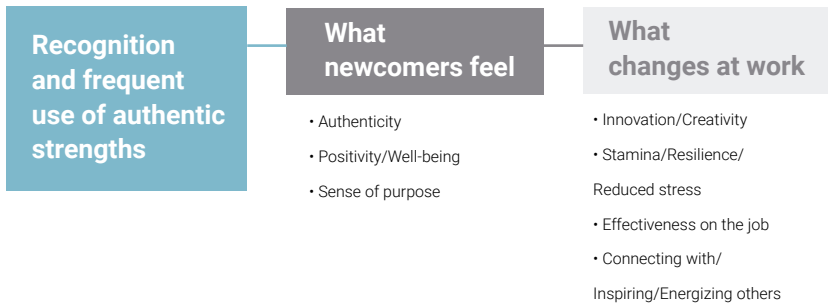 Recognition
and frequent
use of authentic
strengths
What
newcomers feel
• Authenticity
• Positivity/Well-being
• Sense of purpose
What
changes at work
• Innovation/Creativity
• Stamina/Resilience/
Reduced stress
• Effectiveness on the job
• Connecting with/
Inspiring/Energizing others